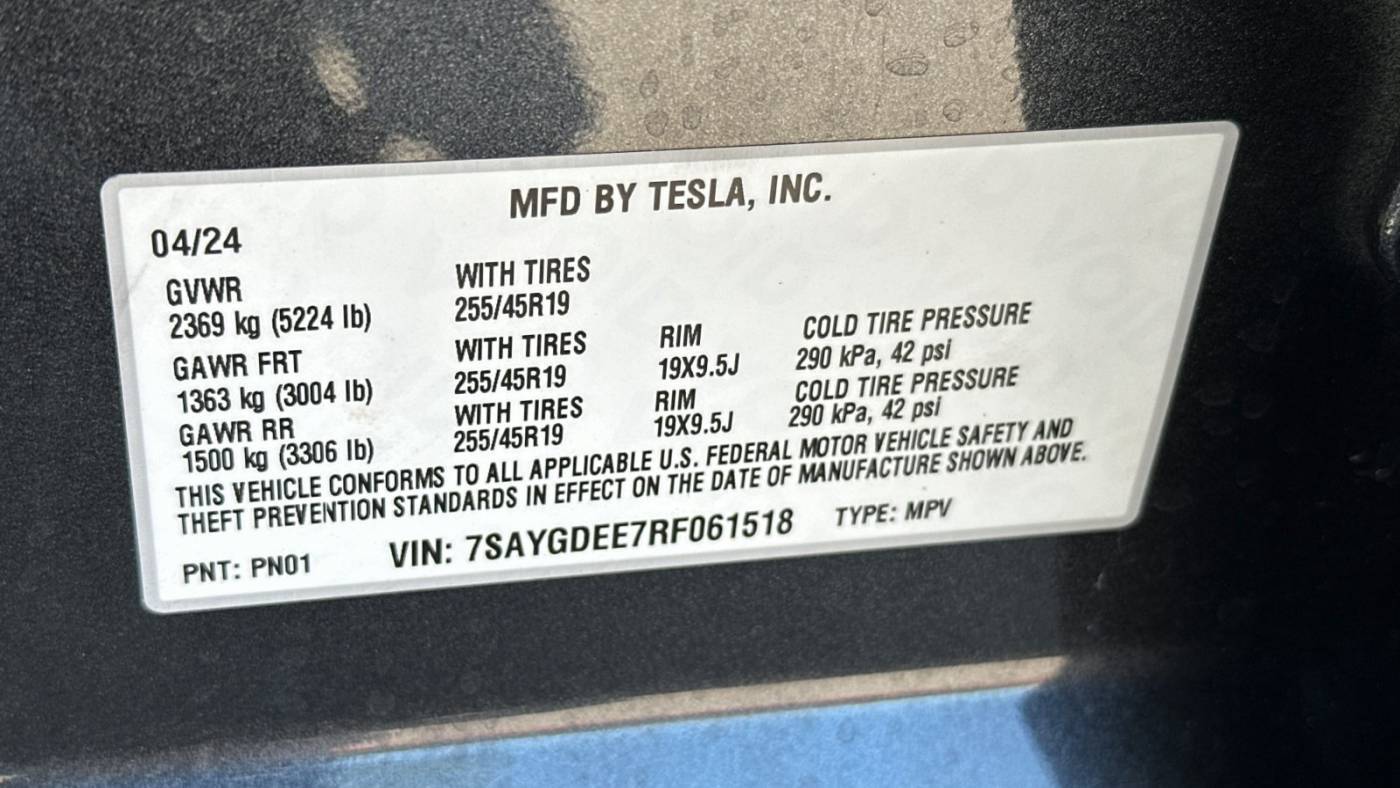 MFD BY TESLA, INC.
04/24
GVWR WITH TIRES
2369 kg (5224 lb) 255/45R19
GAWR FRT WITH TIRES RIM COLD TIRE PRESSURE
1363 kg (3004 lb) 255/45R19 19X9.5J 290 kPa, 42 psi
GAWR RR WITH TIRES RIM COLD TIRE PRESSURE
1500 kg (3306 lb) 255/45R19 19X9.5J 290 kPa, 42 psi
THIS VEHICLE CONFORMS TO ALL APPLICABLE U.S. FEDERAL MOTOR VEHICLE SAFETY AND
THEFT PREVENTION STANDARDS IN EFFECT ON THE DATE OF MANUFACTURE SHOWN ABOVE.
PNT: PN01 VIN: 7SAYGDEE7RF061518 TYPE: MPV